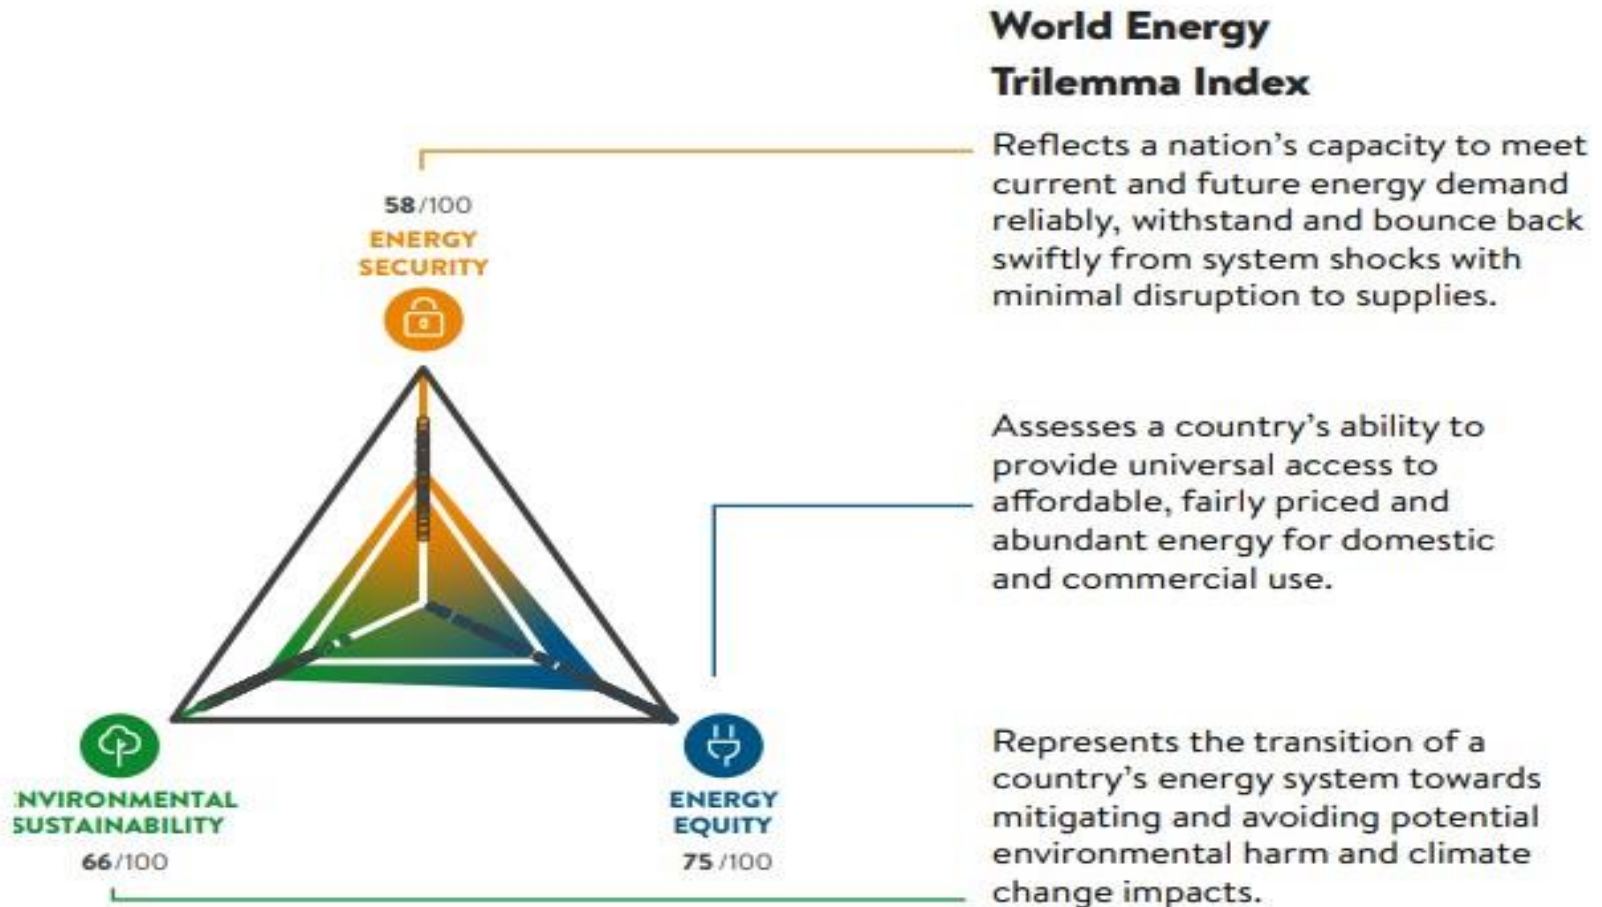 World Energy
Trilemma Index
Reflects a nation's capacity to meet
current and future energy demand
reliably, withstand and bounce back
swiftly from system shocks with
minimal disruption to supplies.
58/100
ENERGY
SECURITY
Assesses a country's ability to
provide universal access to
affordable, fairly priced and
abundant energy for domestic
and commercial use.
NVIRONMENTAL
SUSTAINABILITY
66/100
ENERGY
EQUITY
75/100
Represents the transition of a
country's energy system towards
mitigating and avoiding potential
environmental harm and climate
change impacts.